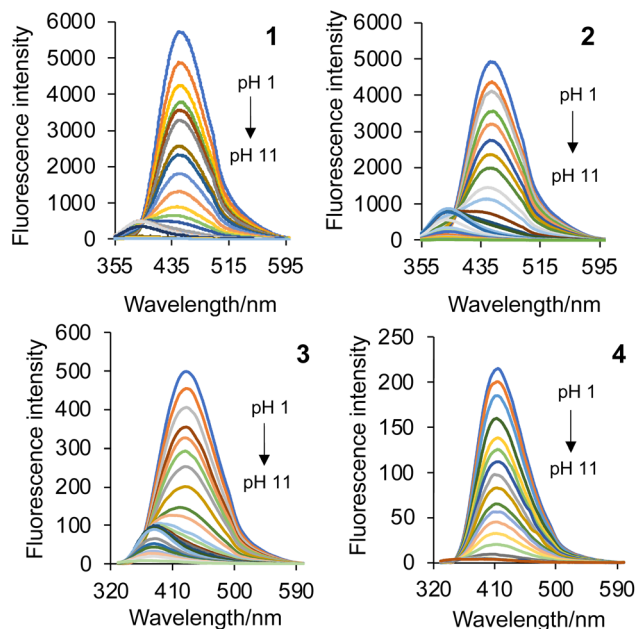 Fluorescence intensity
6000
5000
4000
3000
2000
1000
0
355 435 515 595
Wavelength/nm
1
pH 1
pH 11
Fluorescence intensity
6000
5000
4000
3000
2000
1000
0
355 435 515 595
Wavelength/nm
2
pH 1
pH 11
Fluorescence intensity
600
500
400
300
200
100
0
320 410 500 590
Wavelength/nm
3
pH 1
pH 11
Fluorescence intensity
250
200
150
100
50
0
320 410 500 590
Wavelength/nm
4
pH 1
pH 11